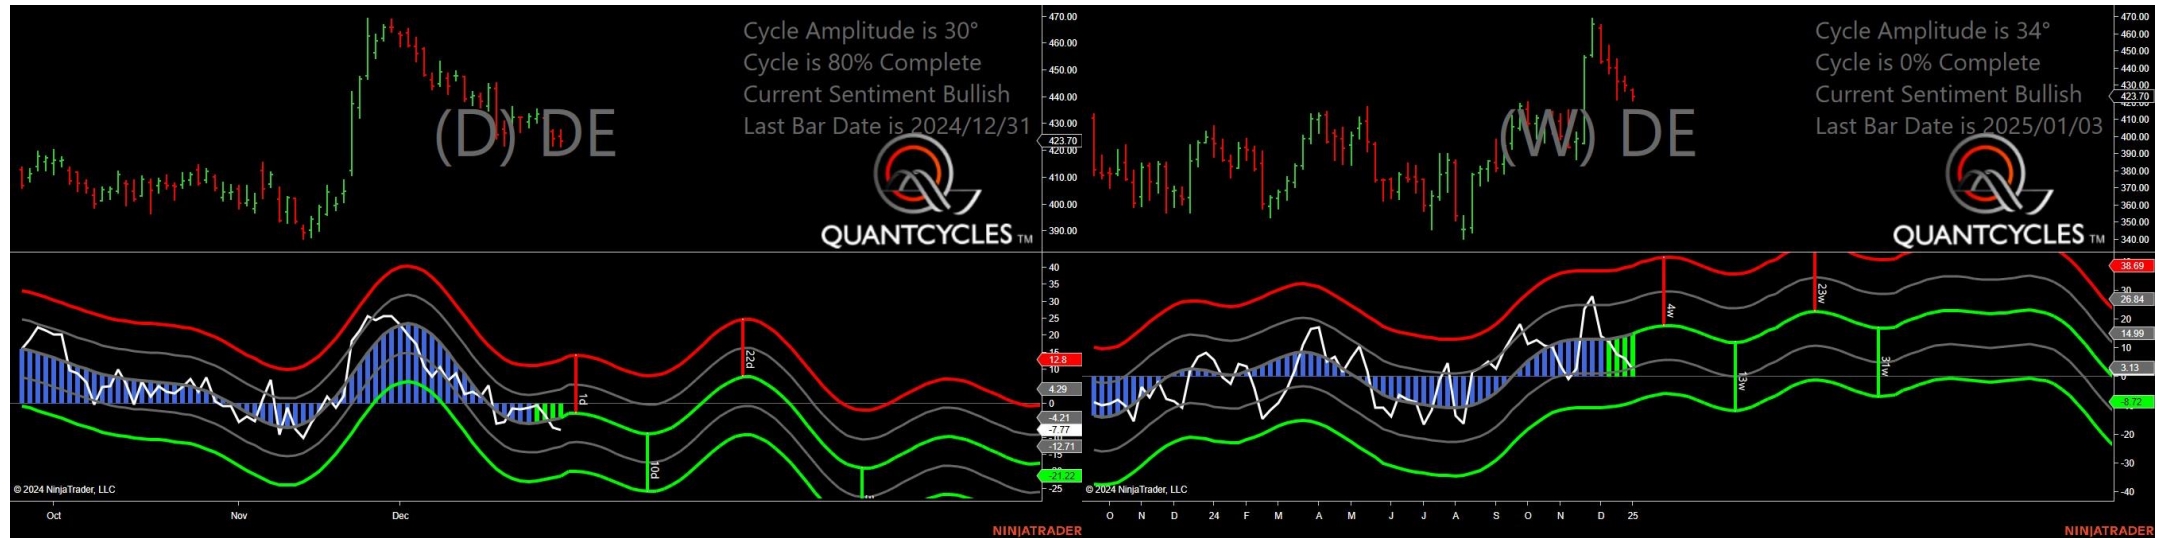 Cycle Amplitude is 30°
Cycle is 80% Complete
Current Sentiment Bullish
Last Bar Date is 2024/12/31
(D) DE
QUANTCYCLES TM
470.00
460.00
450.00
440.00
430.00
423.70
420.00
410.00
400.00
390.00
40
35
30
25
20
15
12.8
10
4.29
0
-4.21
-7.77
-12.71
-15
-21.22
-25
1d
10d
22d
© 2024 NinjaTrader, LLC
Oct Nov Dec
NINJATRADER
Cycle Amplitude is 34°
Cycle is 0% Complete
Current Sentiment Bullish
Last Bar Date is 2025/01/03
(W) DE
QUANTCYCLES TM
470.00
460.00
450.00
440.00
430.00
423.70
410.00
400.00
390.00
380.00
370.00
360.00
350.00
340.00
38.69
30
26.84
20
14.99
10
3.13
-8.72
-20
-30
-40
4w
13w
23w
31w
© 2024 NinjaTrader, LLC
O N D 24 F M A M J J A S O N D 25
NINJATRADER